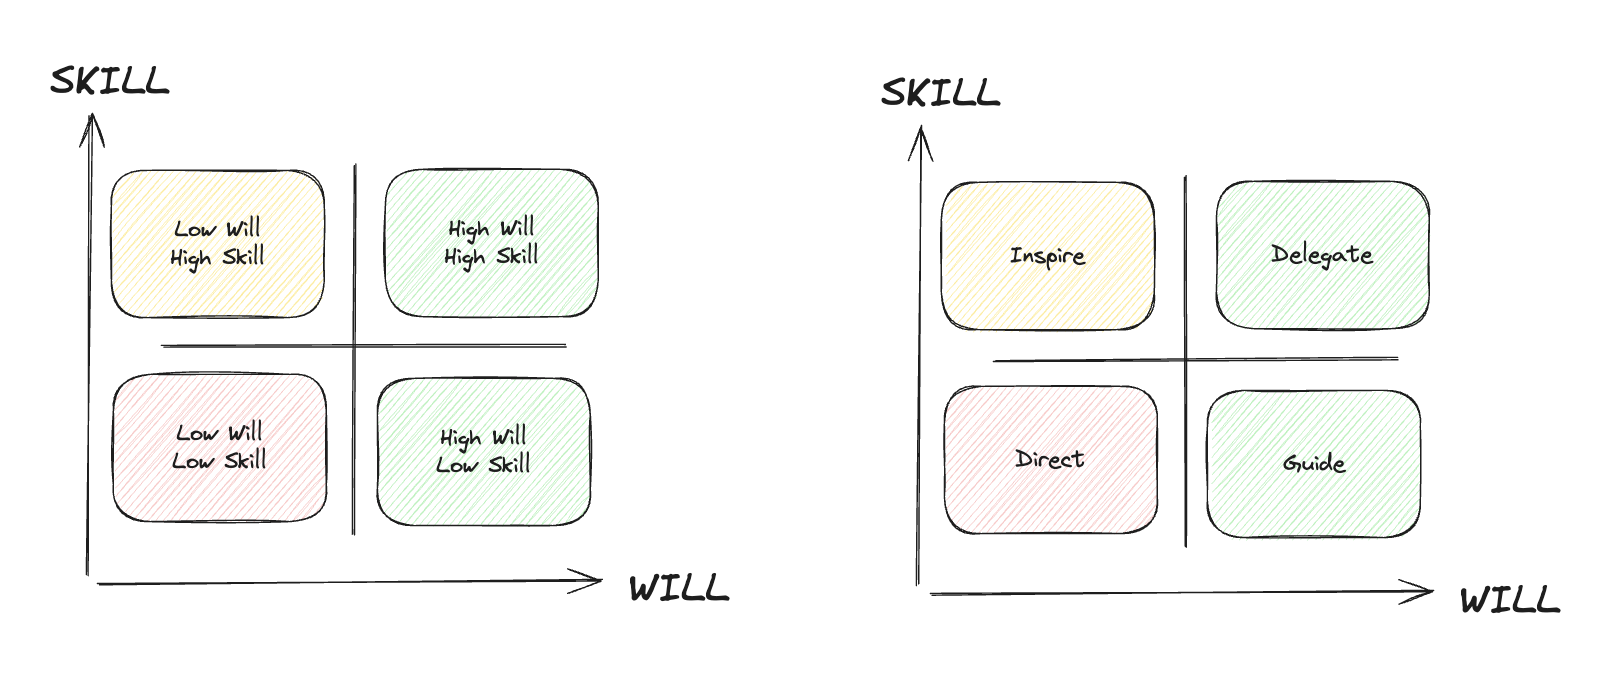 SKILL
Low Will
High Skill
High Will
High Skill
Low Will
Low Skill
High Will
Low Skill
WILL
SKILL
Inspire
Delegate
Direct
Guide
WILL